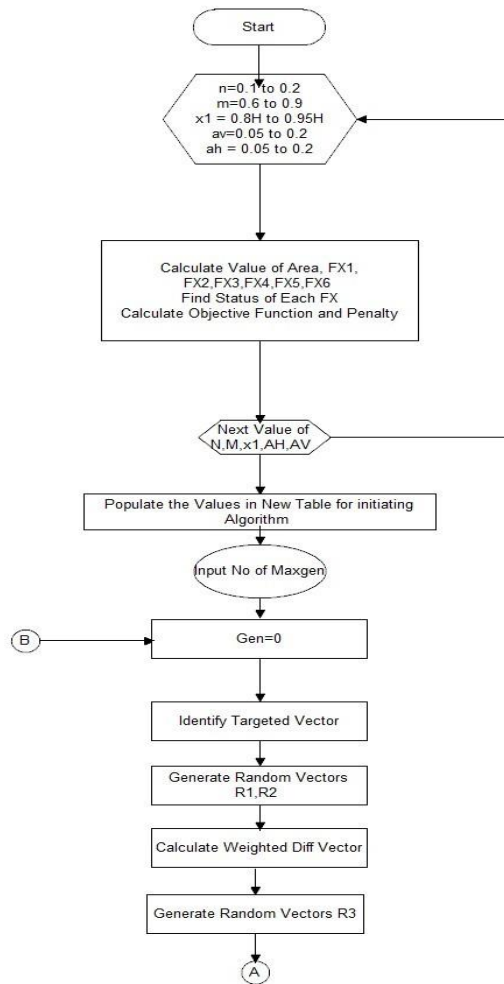 Start
n=0.1 to 0.2
m=0.6 to 0.9
x1 = 0.8H to 0.95H
av=0.05 to 0.2
ah = 0.05 to 0.2
Calculate Value of Area, FX1,
FX2,FX3,FX4,FX5,FX6
Find Status of Each FX
Calculate Objective Function and Penalty
Next Value of
N,M,x1,AH,AV
Populate the Values in New Table for initiating
Algorithm
Input No of Maxgen
B
Gen=0
Identify Targeted Vector
Generate Random Vectors
R1,R2
Calculate Weighted Diff Vector
Generate Random Vectors R3
A